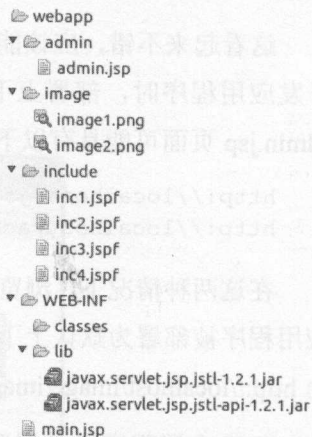 webapp
admin
admin.jsp
image
image1.png
image2.png
include
inc1.jspf
inc2.jspf
inc3.jspf
inc4.jspf
WEB-INF
classes
lib
javax.servlet.jsp.jstl-1.2.1.jar
javax.servlet.jsp.jstl-api-1.2.1.jar
main.jsp